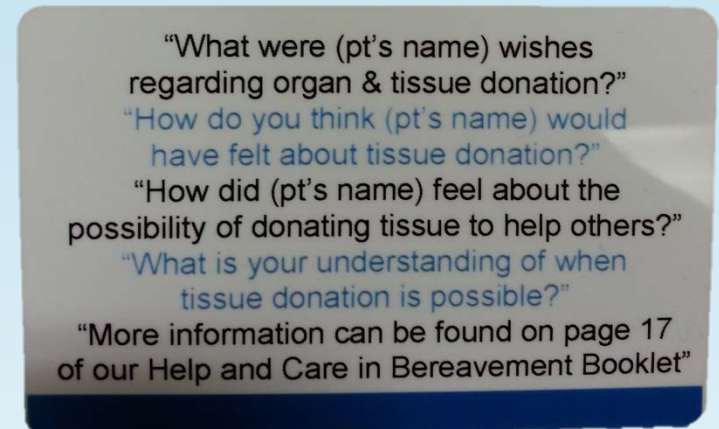 “What were (pt’s name) wishes
regarding organ & tissue donation?”
“How do you think (pt’s name) would
have felt about tissue donation?”
“How did (pt’s name) feel about the
possibility of donating tissue to help others?”
“What is your understanding of when
tissue donation is possible?”
“More information can be found on page 17
of our Help and Care in Bereavement Booklet”